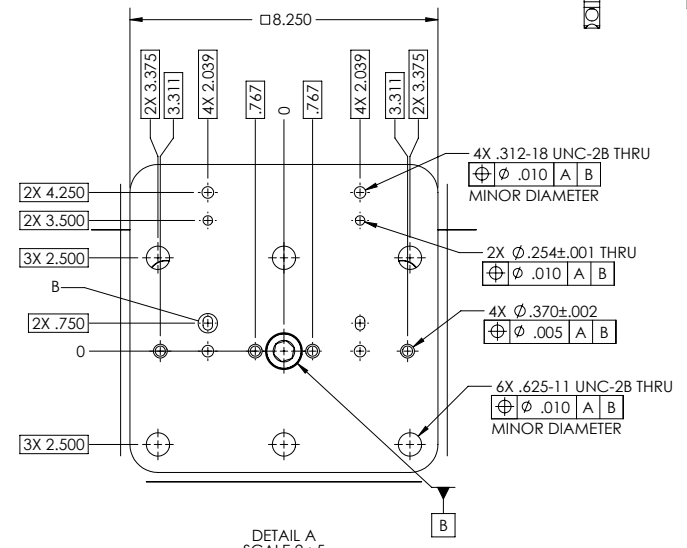 □8.250
2X 3.375
3.311
4X 2.039
.767
0
.767
4X 2.039
3.311
2X 3.375
4X .312-18 UNC-2B THRU
⌖ Ø .010 A B
MINOR DIAMETER
2X 4.250
2X 3.500
2X Ø.254±.001 THRU
⌖ Ø .010 A B
3X 2.500
B
4X Ø.370±.002
⌖ Ø .005 A B
2X .750
0
6X .625-11 UNC-2B THRU
⌖ Ø .010 A B
MINOR DIAMETER
3X 2.500
B
DETAIL A